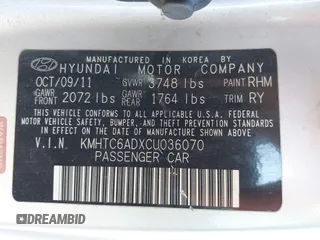 MANUFACTURED IN KOREA BY
HYUNDAI MOTOR COMPANY
OCT/09/11 GVWR 3748 lbs PAINT RHM
GAWR FRONT 2072 lbs GAWR REAR 1764 lbs TRIM RY
THIS VEHICLE CONFORMS TO ALL APPLICABLE FEDERAL MOTOR VEHICLE SAFETY, BUMPER, AND THEFT PREVENTION STANDARDS IN EFFECT ON THE DATE OF MANUFACTURE SHOWN ABOVE.
V.I.N. KMHTC6ADXCU036070
PASSENGER CAR
DREAMBID